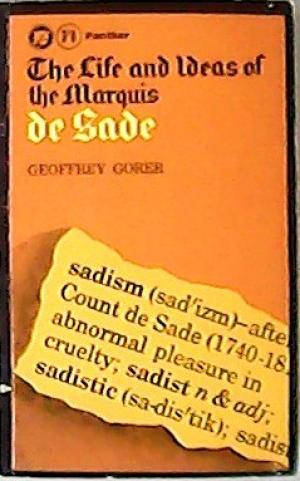 Panther
The Life and Ideas of
the Marquis
de Sade
GEOFFREY GORER
sadism (sad'izm)—afte
Count de Sade (1740-18
abnormal pleasure in
cruelty; sadist n & adj;
sadistic (sa-dis'tik); sadis